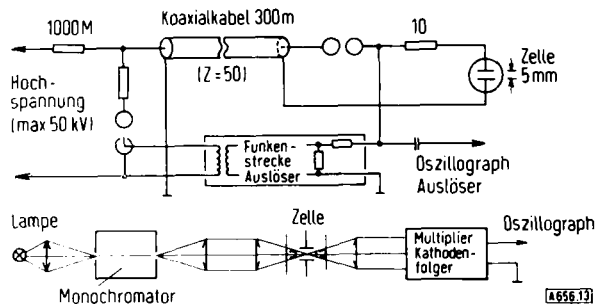 1000M
Koaxialkabel 300m
(Z=50)
10
Zelle
5mm
Hoch-
spannung
(max 50 kV)
Funken-
strecke
Auslöser
Oszillograph
Auslöser
Lampe
Monochromator
Zelle
Multiplier
Kathoden-
folger
Oszillograph
A656.13